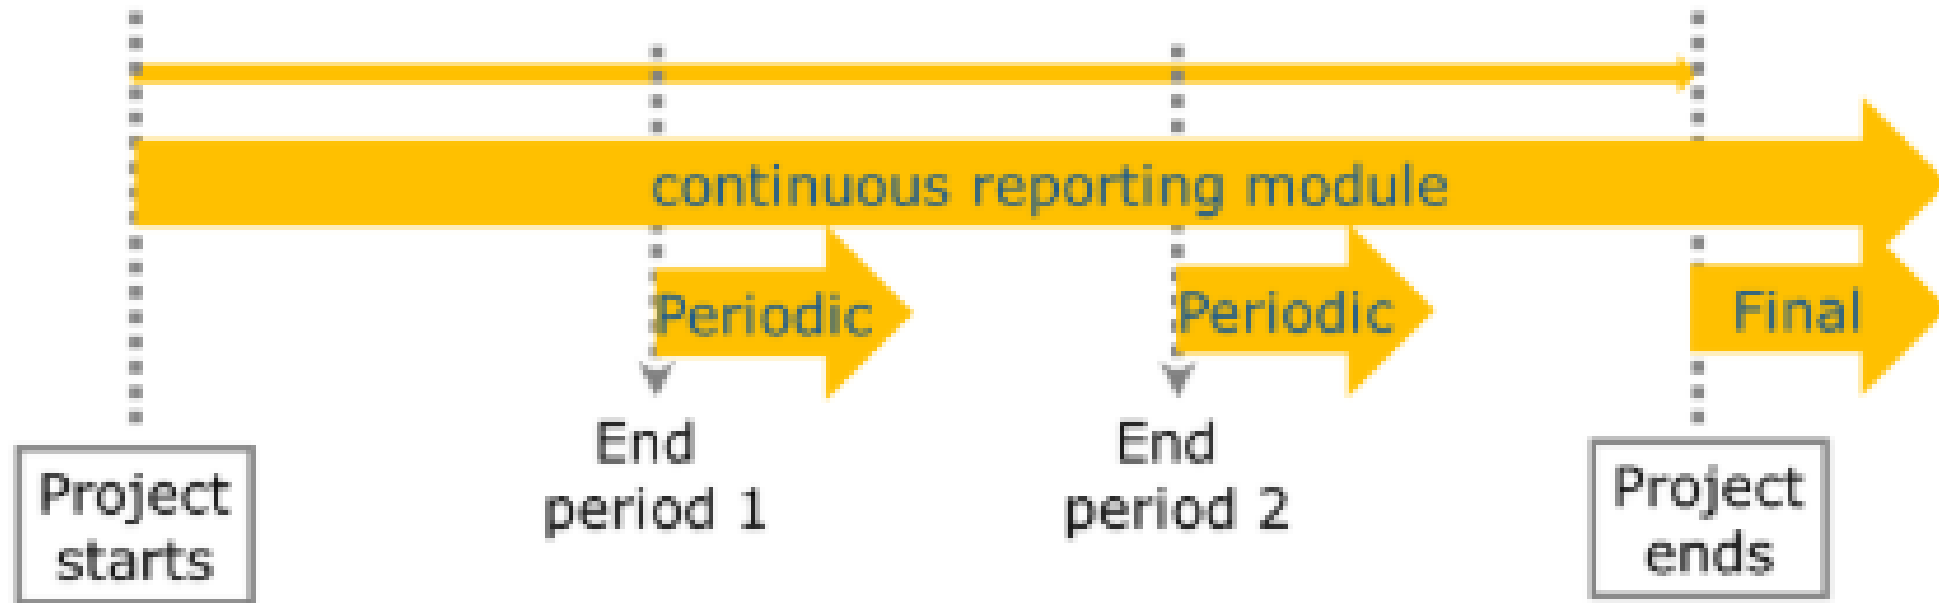 continuous reporting module
Periodic
Periodic
Final
End
period 1
End
period 2
Project
starts
Project
ends